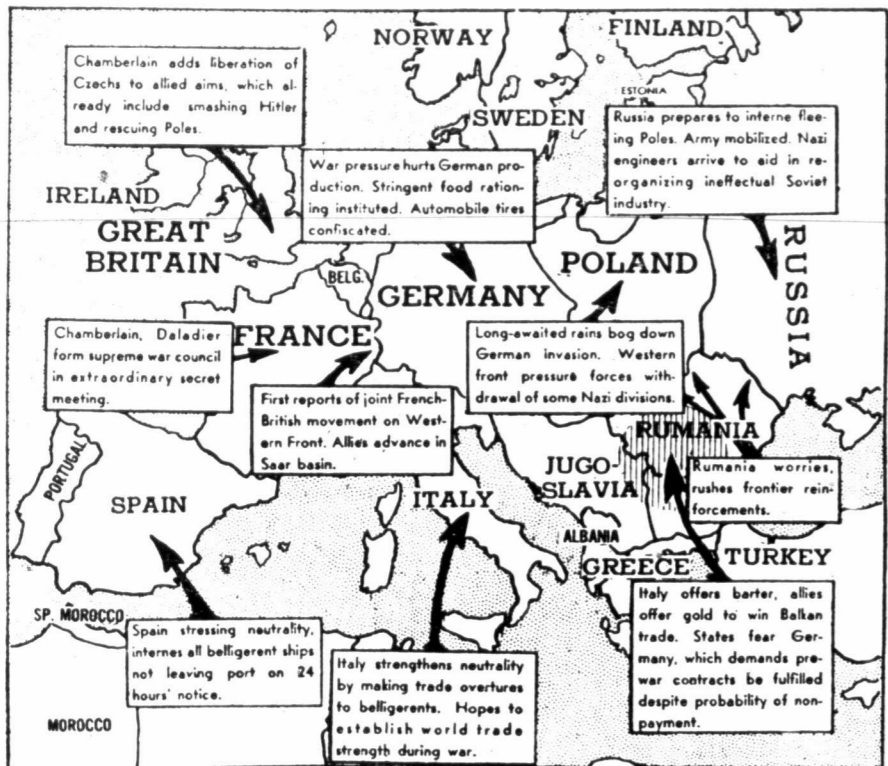 NORWAY
FINLAND
Chamberlain adds liberation of
Czechs to allied aims, which al-
ready include smashing Hitler
and rescuing Poles.
ESTONIA
SWEDEN
Russia prepares to interne flee-
ing Poles. Army mobilized. Nazi
engineers arrive to aid in re-
organizing ineffectual Soviet
industry.
War pressure hurts German pro-
duction. Stringent food ration-
ing instituted. Automobile tires
confiscated.
IRELAND
GREAT
BRITAIN
BELG.
GERMANY
POLAND
RUSSIA
Chamberlain, Daladier
form supreme war council
in extraordinary secret
meeting.
FRANCE
Long-awaited rains bog down
German invasion. Western
front pressure forces with-
drawal of some Nazi divisions.
First reports of joint French-
British movement on West-
ern Front. Allies advance in
Saar basin.
RUMANIA
Rumania worries,
rushes frontier rein-
forcements.
PORTUGAL
SPAIN
ITALY
JUGO-
SLAVIA
ALBANIA
GREECE
TURKEY
SP. MOROCCO
Spain stressing neutrality,
internes all belligerent ships
not leaving port on 24
hours' notice.
Italy strengthens neutrality
by making trade overtures
to belligerents. Hopes to
establish world trade
strength during war.
Italy offers barter, allies
offer gold to win Balkan
trade. States fear Ger-
many, which demands pre-
war contracts be fulfilled
despite probability of non-
payment.
MOROCCO